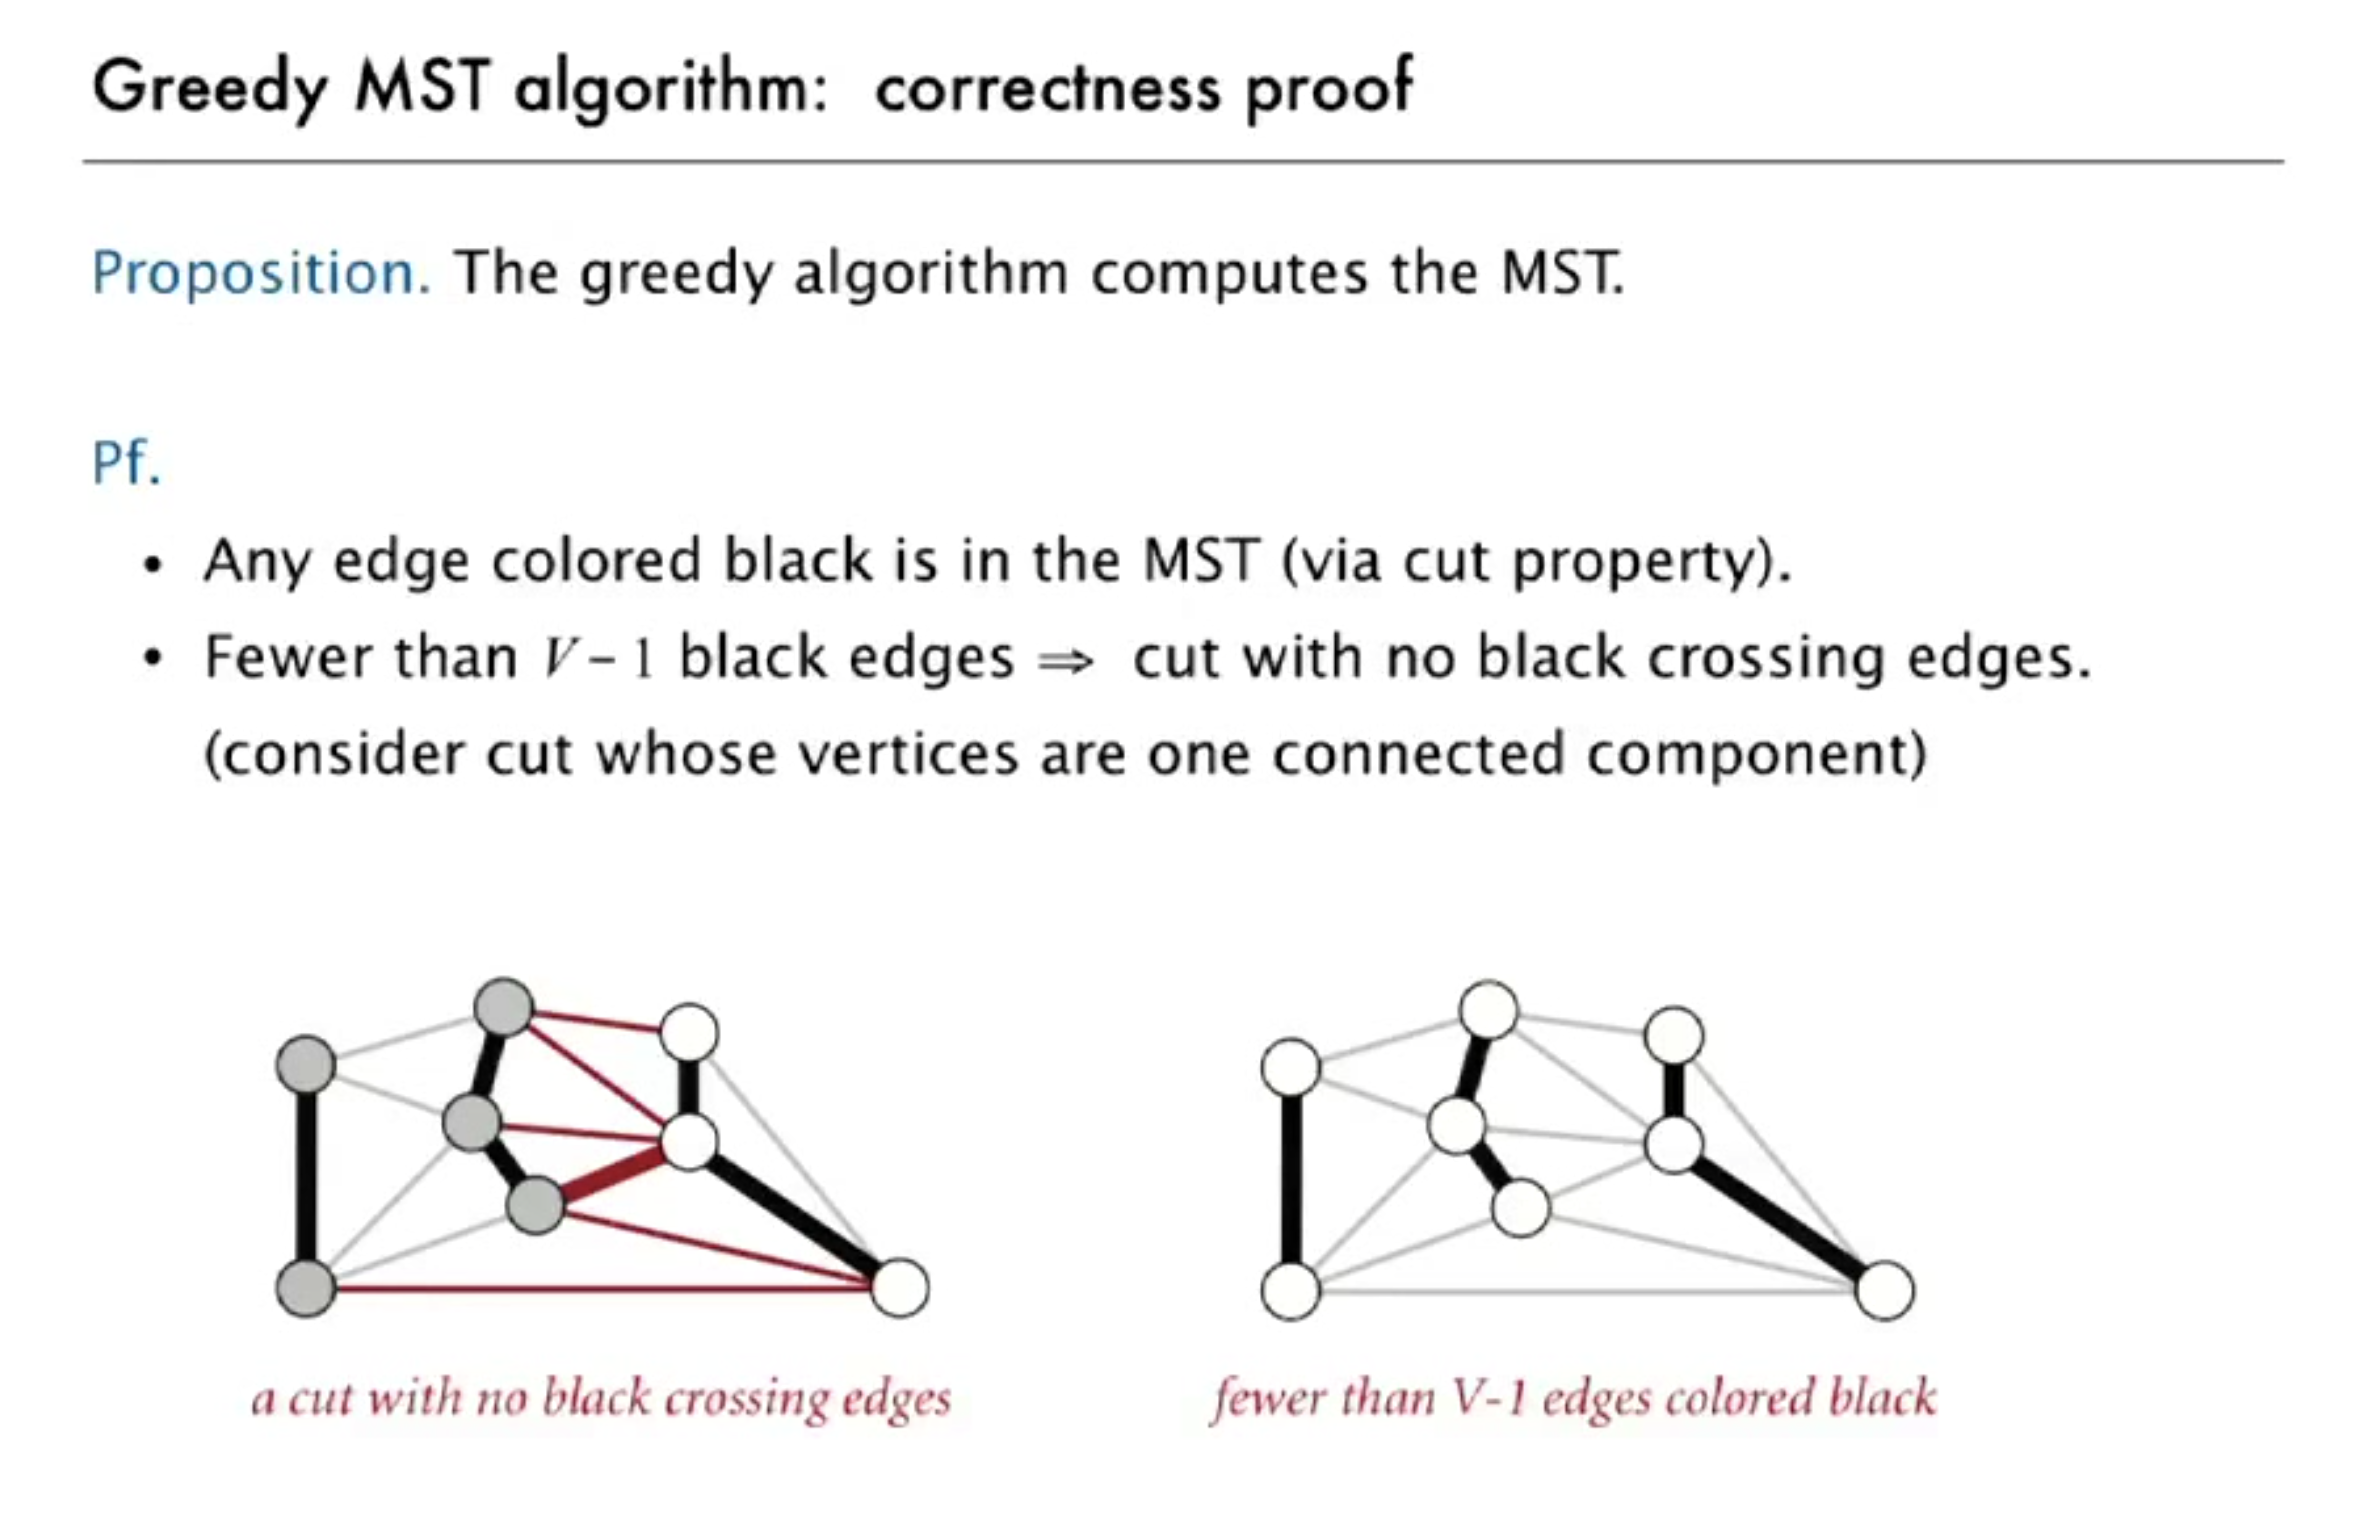 Greedy MST algorithm: correctness proof
Proposition. The greedy algorithm computes the MST.
Pf.
• Any edge colored black is in the MST (via cut property).
• Fewer than V – 1 black edges ⇒ cut with no black crossing edges.
(consider cut whose vertices are one connected component)
a cut with no black crossing edges
fewer than V-1 edges colored black